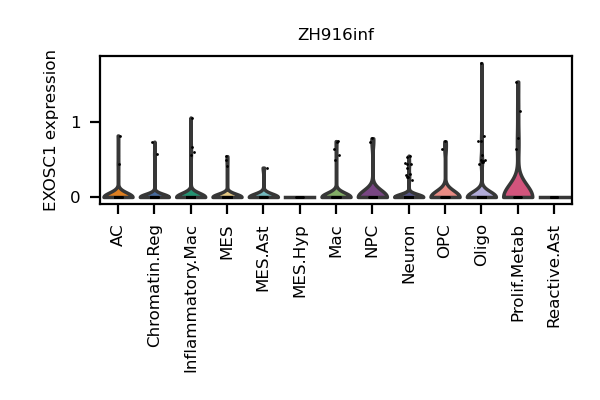 ZH916inf
EXOSC1 expression
1
0
AC
Chromatin.Reg
Inflammatory.Mac
MES
MES.Ast
MES.Hyp
Mac
NPC
Neuron
OPC
Oligo
Prolif.Metab
Reactive.Ast